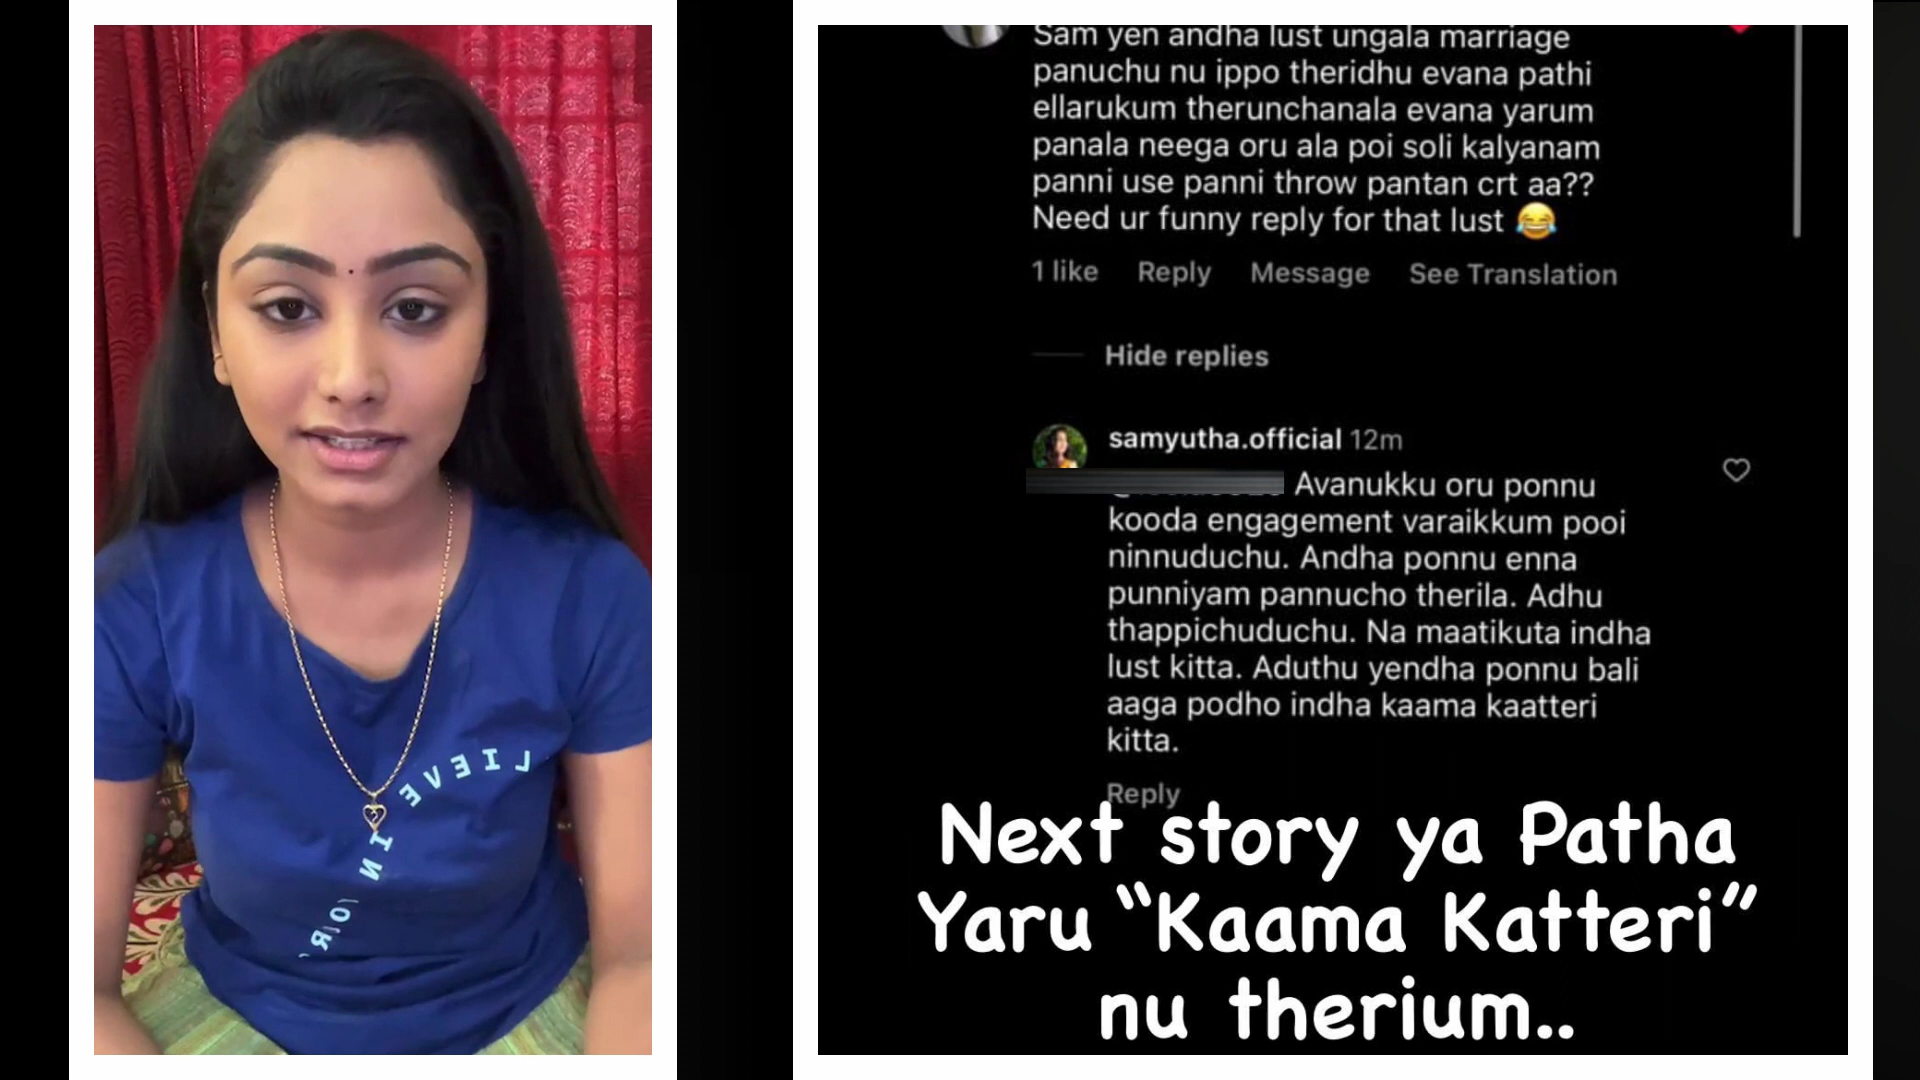 LIEVE
IN
Sam yen andha lust ungala marriage
panuchu nu ippo theridhu evana pathi
ellarukum therunchanala evana yarum
panala neega oru ala poi soli kalyanam
panni use panni throw pantan crt aa??
Need ur funny reply for that lust 😂
1 like Reply Message See Translation
Hide replies
samyutha.official 12m
Avanukku oru ponnu
kooda engagement varaikkum pooi
ninnuduchu. Andha ponnu enna
punniyam pannucho therila. Adhu
thappichuduchu. Na maatikuta indha
lust kitta. Aduthu yendha ponnu bali
aaga podho indha kaama kaatteri
kitta.
Reply
Next story ya Patha
Yaru “Kaama Katteri”
nu therium..